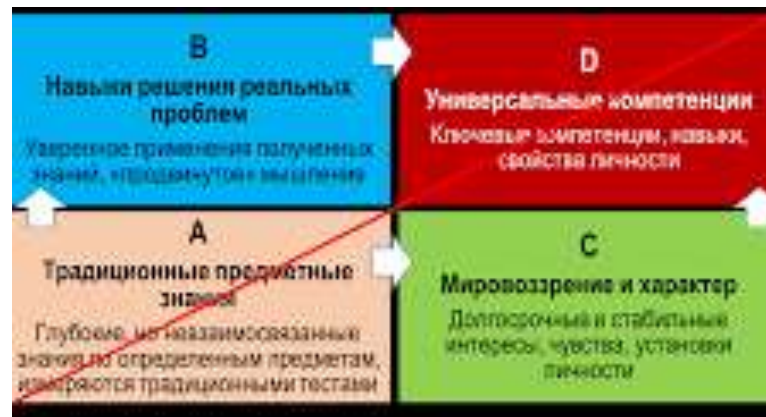 B
Навыки решения реальных
проблем
Уверенное применения полученных
знаний, «продвинутое» мышление
D
Универсальные компетенции
Ключевые компетенции, навыки,
свойства личности
A
Традиционные предметные
знания
Глубокие, но невзаимосвязанные
знания по определенным предметам,
измеряются традиционными тестами
C
Мировоззрение и характер
Долгосрочные и стабильные
интересы, чувства, установки
личности